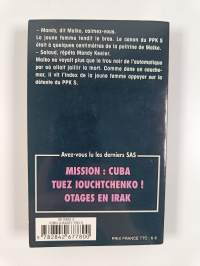 — Mandy, dit Malko, calmez-vous.
La jeune femme tendit le bras. Le canon du PPK S
était à quelques centimètres de la poitrine de Malko.
— Salaud, répéta Mandy Keeler.
Malko ne voyait plus que le trou noir de l'automatique
par où allait jaillir la mort. Comme dans un cauche-
mar, il vit l'index de la jeune femme appuyer sur la
détente du PPK S.
Avez-vous lu les derniers SAS
MISSION : CUBA
TUEZ IOUCHTCHENKO !
OTAGES EN IRAK
9 782842 677800
PRIX FRANCE TTC : 6 €